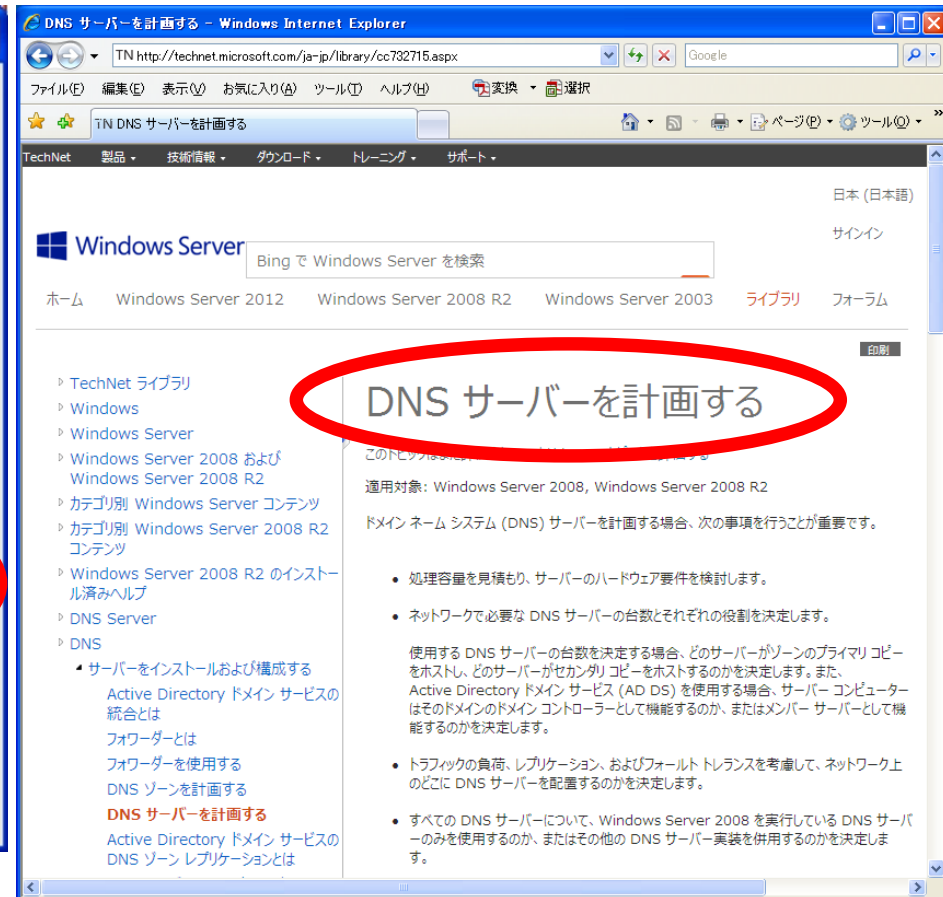 DNS サーバーを計画する - Windows Internet Explorer
TN http://technet.microsoft.com/ja-jp/library/cc732715.aspx
Google
ファイル(F) 編集(E) 表示(V) お気に入り(A) ツール(T) ヘルプ(H) 変換 選択
TN DNS サーバーを計画する
ページ(P) ツール(O) »
TechNet 製品 技術情報 ダウンロード トレーニング サポート
日本 (日本語)
サインイン
Windows Server
Bing で Windows Server を検索
ホーム Windows Server 2012 Windows Server 2008 R2 Windows Server 2003 ライブラリ フォーラム
印刷
TechNet ライブラリ
Windows
Windows Server
Windows Server 2008 および
Windows Server 2008 R2
カテゴリ別 Windows Server コンテンツ
カテゴリ別 Windows Server 2008 R2
コンテンツ
Windows Server 2008 R2 のインストー
ル済みヘルプ
DNS Server
DNS
サーバーをインストールおよび構成する
Active Directory ドメイン サービスの
統合とは
フォワーダーとは
フォワーダーを使用する
DNS ゾーンを計画する
DNS サーバーを計画する
Active Directory ドメイン サービスの
DNS ゾーン レプリケーションとは
DNS サーバーを計画する
このトピックは
適用対象: Windows Server 2008, Windows Server 2008 R2
ドメイン ネーム システム (DNS) サーバーを計画する場合、次の事項を行うことが重要です。
• 処理容量を見積もり、サーバーのハードウェア要件を検討します。
• ネットワークで必要な DNS サーバーの台数とそれぞれの役割を決定します。
使用する DNS サーバーの台数を決定する場合、どのサーバーがゾーンのプライマリ コピー
をホストし、どのサーバーがセカンダリ コピーをホストするのかを決定します。また、
Active Directory ドメイン サービス (AD DS) を使用する場合、サーバー コンピューター
はそのドメインのドメイン コントローラーとして機能するのか、またはメンバー サーバーとして機
能するのかを決定します。
• トラフィックの負荷、レプリケーション、およびフォールト トレランスを考慮して、ネットワーク上
のどこに DNS サーバーを配置するのかを決定します。
• すべての DNS サーバーについて、Windows Server 2008 を実行している DNS サーバ
ーのみを使用するのか、またはその他の DNS サーバー実装を併用するのかを決定しま
す。